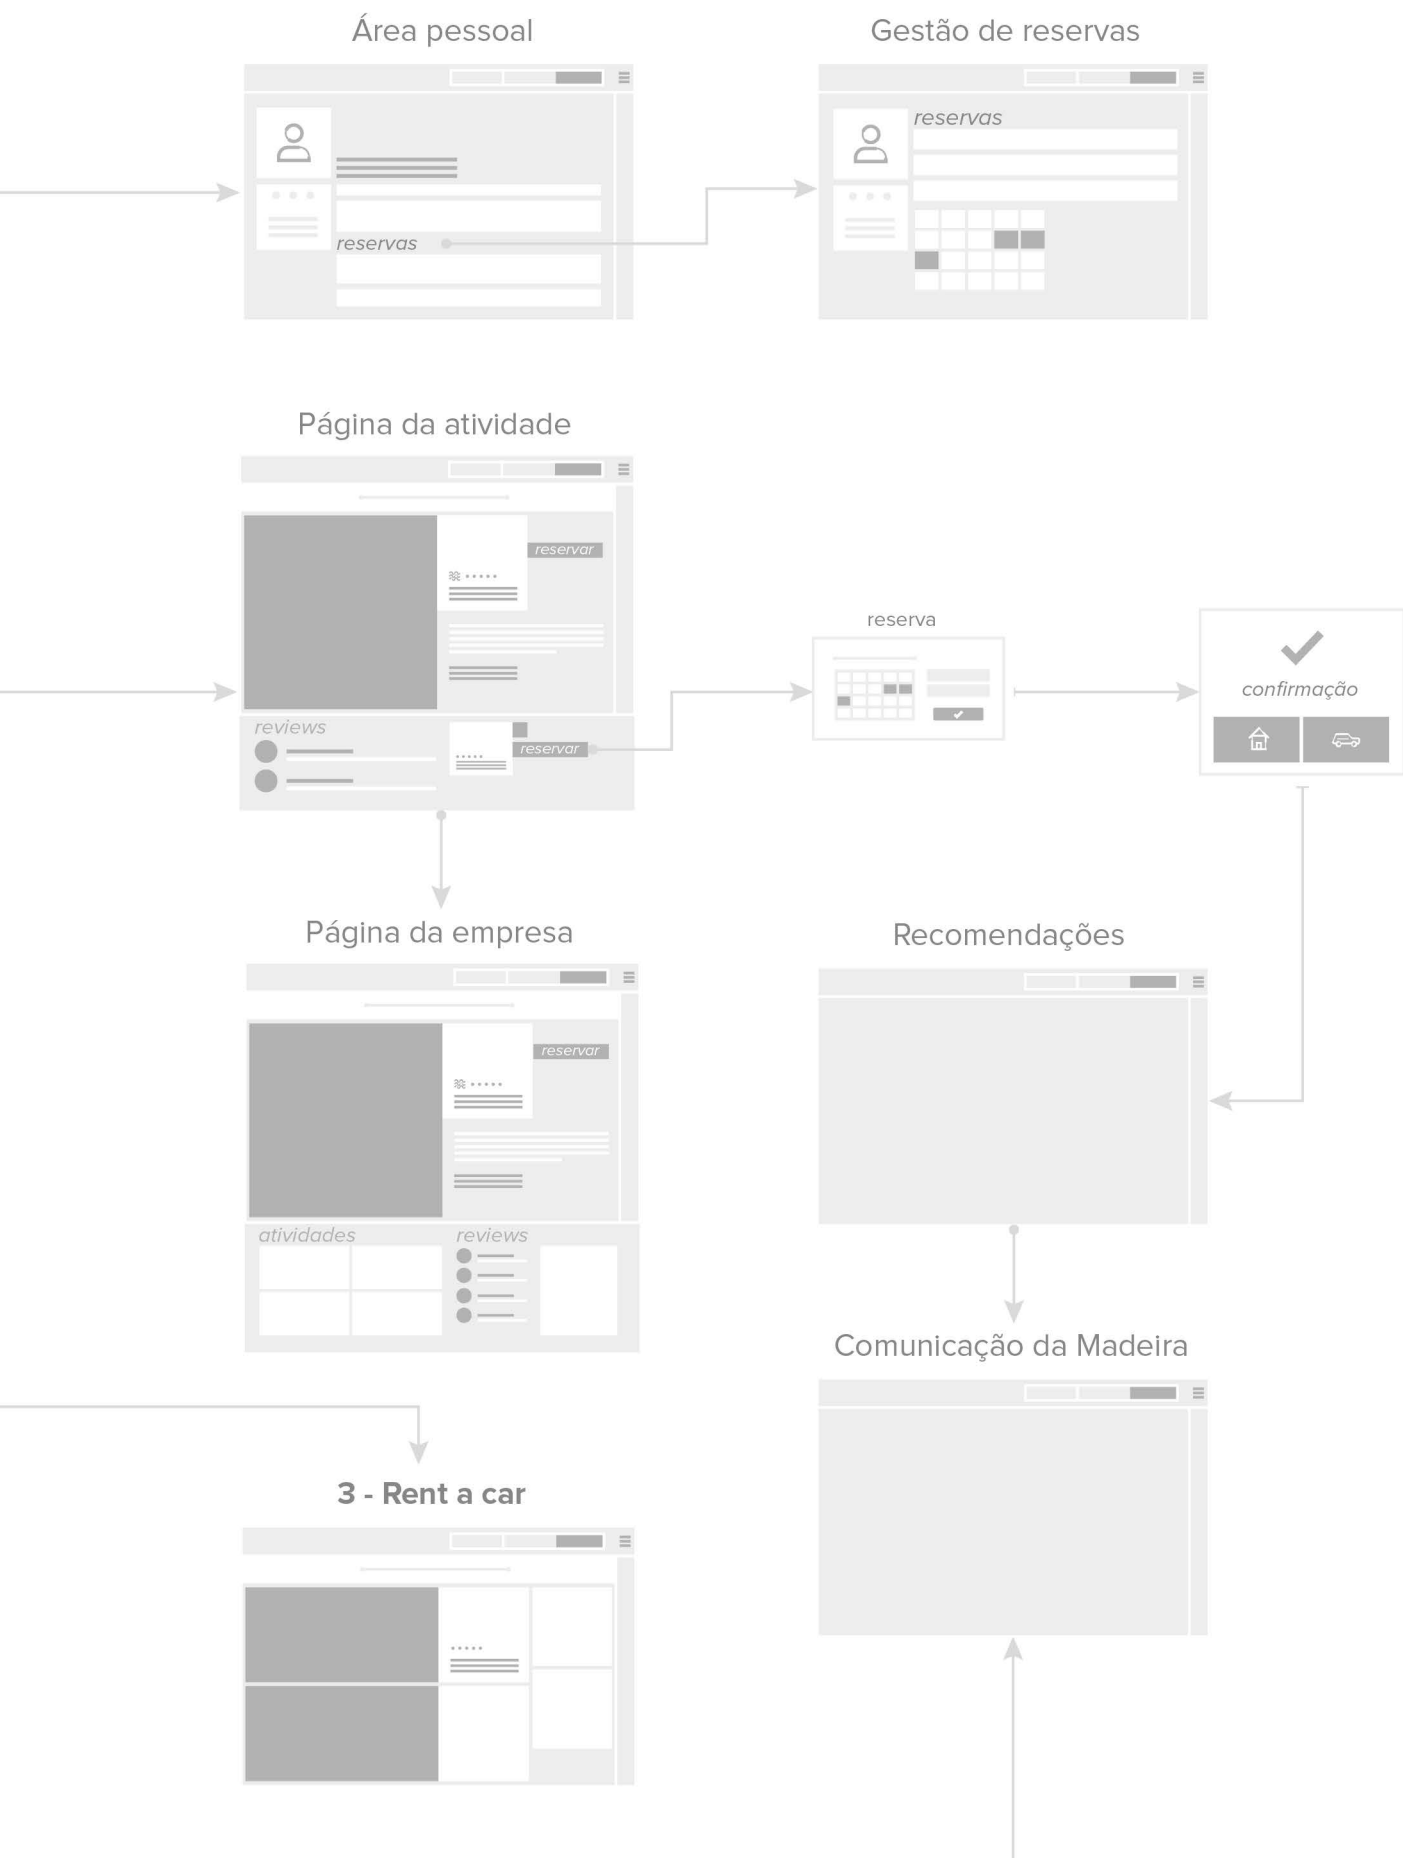 Área pessoal
Gestão de reservas
reservas
reservas
Página da atividade
reservar
reviews
reservar
reserva
confirmação
Página da empresa
reservar
atividades
reviews
Recomendações
Comunicação da Madeira
3 - Rent a car